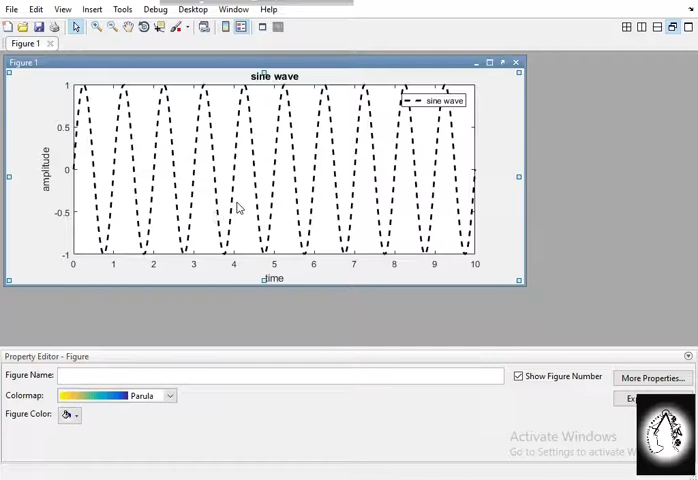 File Edit View Insert Tools Debug Desktop Window Help
Figure 1
Figure 1
sine wave
sine wave
amplitude
1
0.5
0
-0.5
-1
0 1 2 3 4 5 6 7 8 9 10
time
Property Editor - Figure
Figure Name:
Show Figure Number
More Properties...
Colormap:
Parula
Figure Color:
Activate Windows
Go to Settings to activate